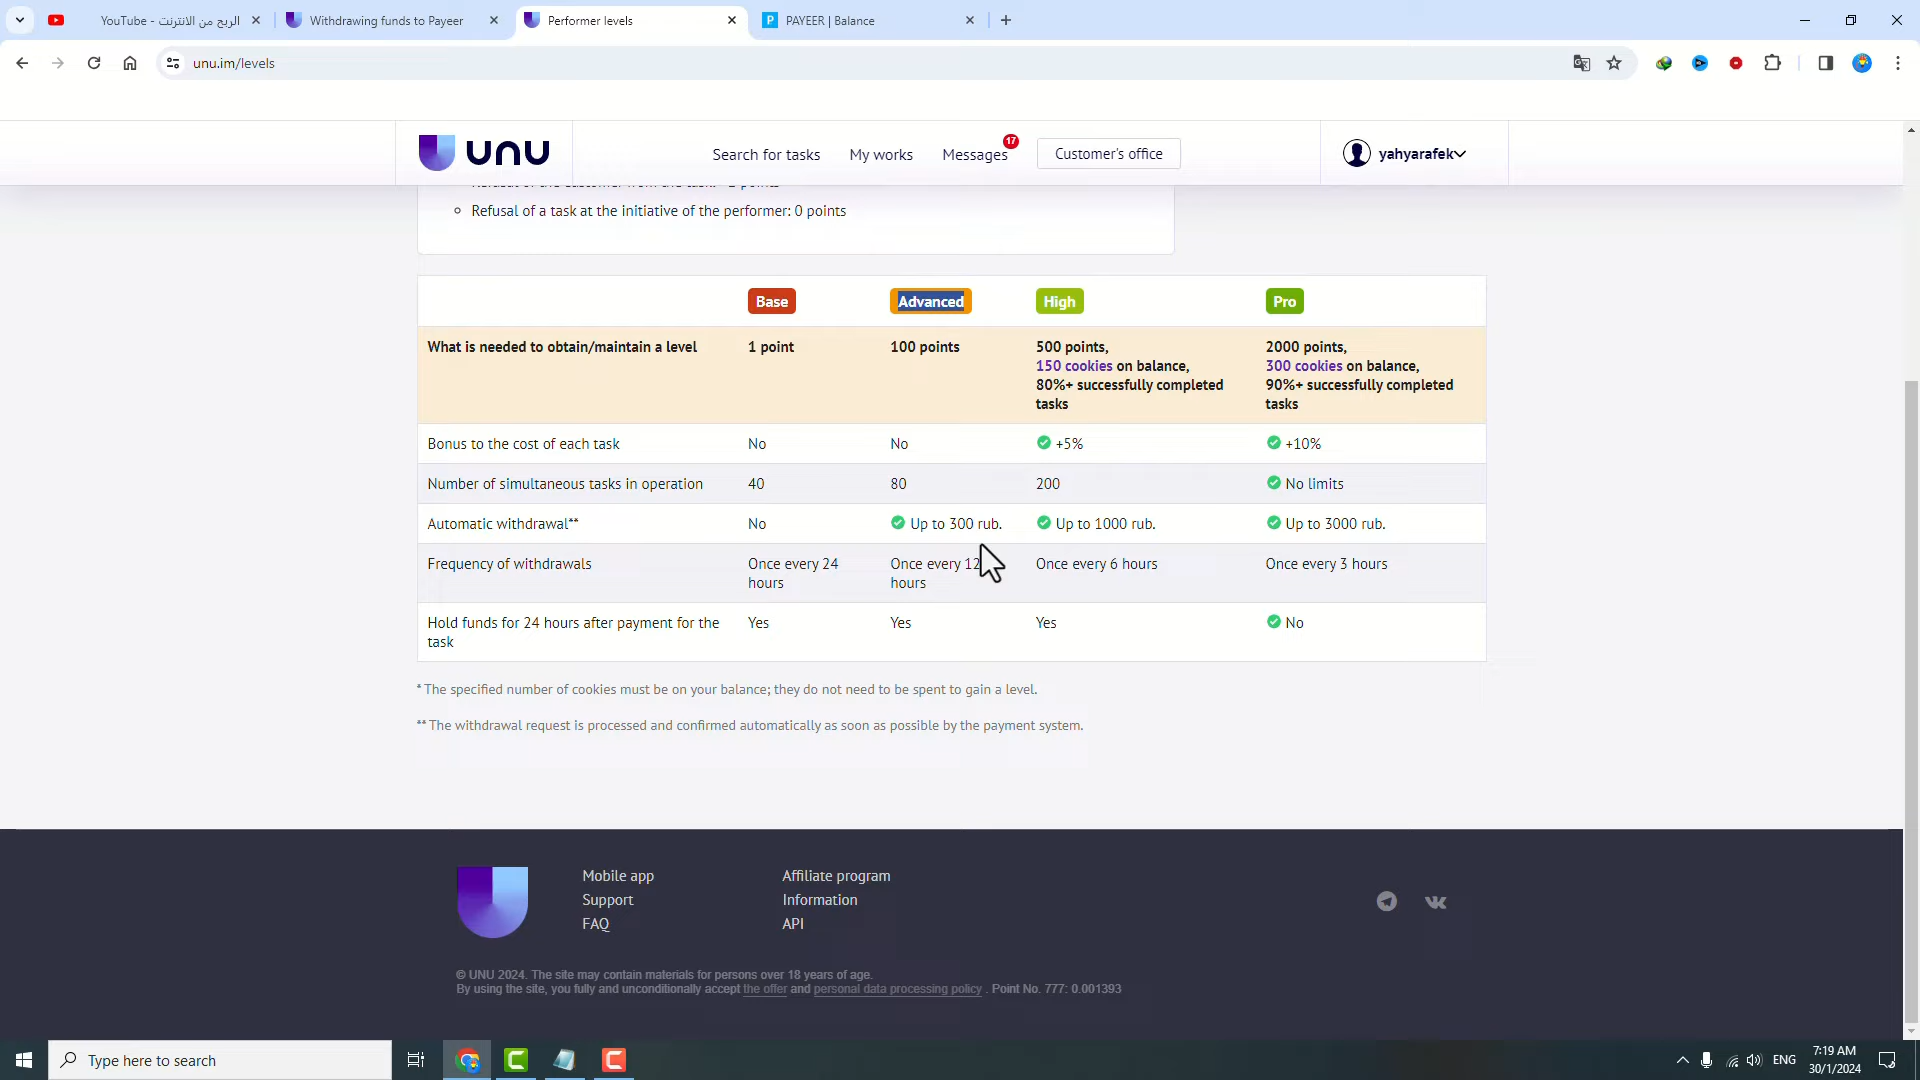 YouTube - الربح من الانترنت
Withdrawing funds to Payeer
Performer levels
PAYEER | Balance
unu.im/levels
unu
Search for tasks
My works
Messages
17
Customer's office
yahyarafek
Refusal of a task at the initiative of the performer: 0 points
Base
Advanced
High
Pro
What is needed to obtain/maintain a level
1 point
100 points
500 points,
150 cookies on balance,
80%+ successfully completed
tasks
2000 points,
300 cookies on balance,
90%+ successfully completed
tasks
Bonus to the cost of each task
No
No
+5%
+10%
Number of simultaneous tasks in operation
40
80
200
No limits
Automatic withdrawal**
No
Up to 300 rub.
Up to 1000 rub.
Up to 3000 rub.
Frequency of withdrawals
Once every 24
hours
Once every 12
hours
Once every 6 hours
Once every 3 hours
Hold funds for 24 hours after payment for the
task
Yes
Yes
Yes
No
* The specified number of cookies must be on your balance; they do not need to be spent to gain a level.
** The withdrawal request is processed and confirmed automatically as soon as possible by the payment system.
Mobile app
Support
FAQ
Affiliate program
Information
API
© UNU 2024. The site may contain materials for persons over 18 years of age.
By using the site, you fully and unconditionally accept the offer and personal data processing policy . Point No. 777: 0.001393
Type here to search
ENG
7:19 AM
30/1/2024